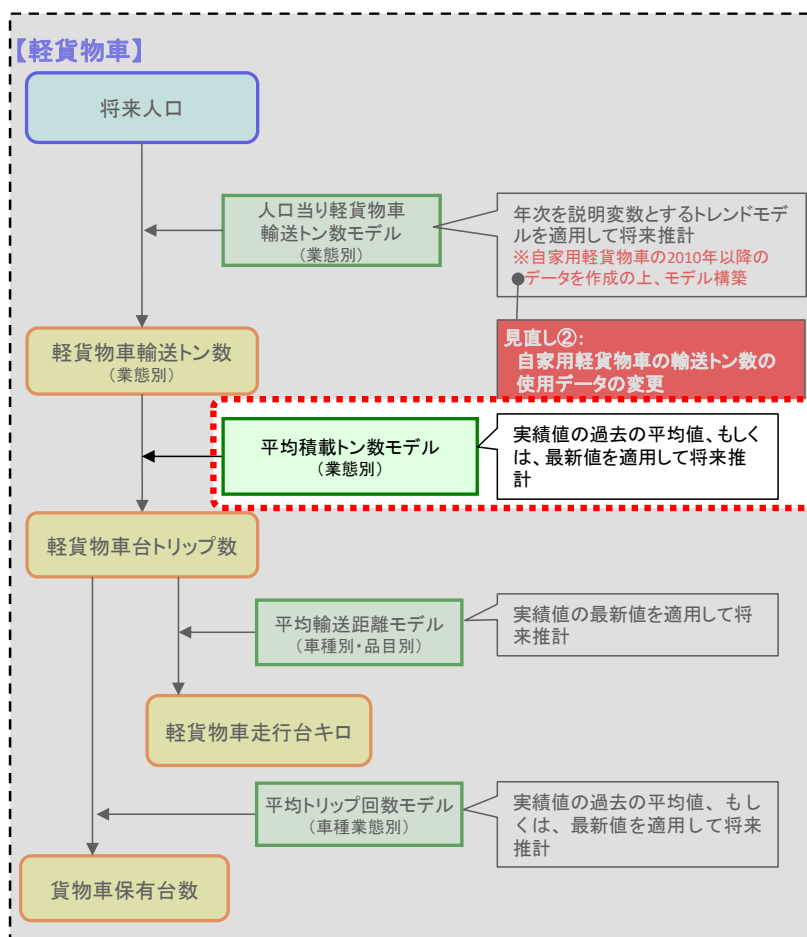 【軽貨物車】
将来人口
人口当り軽貨物車
輸送トン数モデル
(業態別)
年次を説明変数とするトレンドモ
デルを適用して将来推計
※自家用軽貨物車の2010年以降の
データを作成の上、モデル構築
見直し②:
自家用軽貨物車の輸送トン数の
使用データの変更
軽貨物車輸送トン数
(業態別)
平均積載トン数モデル
(業態別)
実績値の過去の平均値、もしく
は、最新値を適用して将来推
計
軽貨物車台トリップ数
平均輸送距離モデル
(車種別・品目別)
実績値の最新値を適用して将
来推計
軽貨物車走行台キロ
平均トリップ回数モデル
(車種業態別)
実績値の過去の平均値、もし
くは、最新値を適用して将来
推計
貨物車保有台数